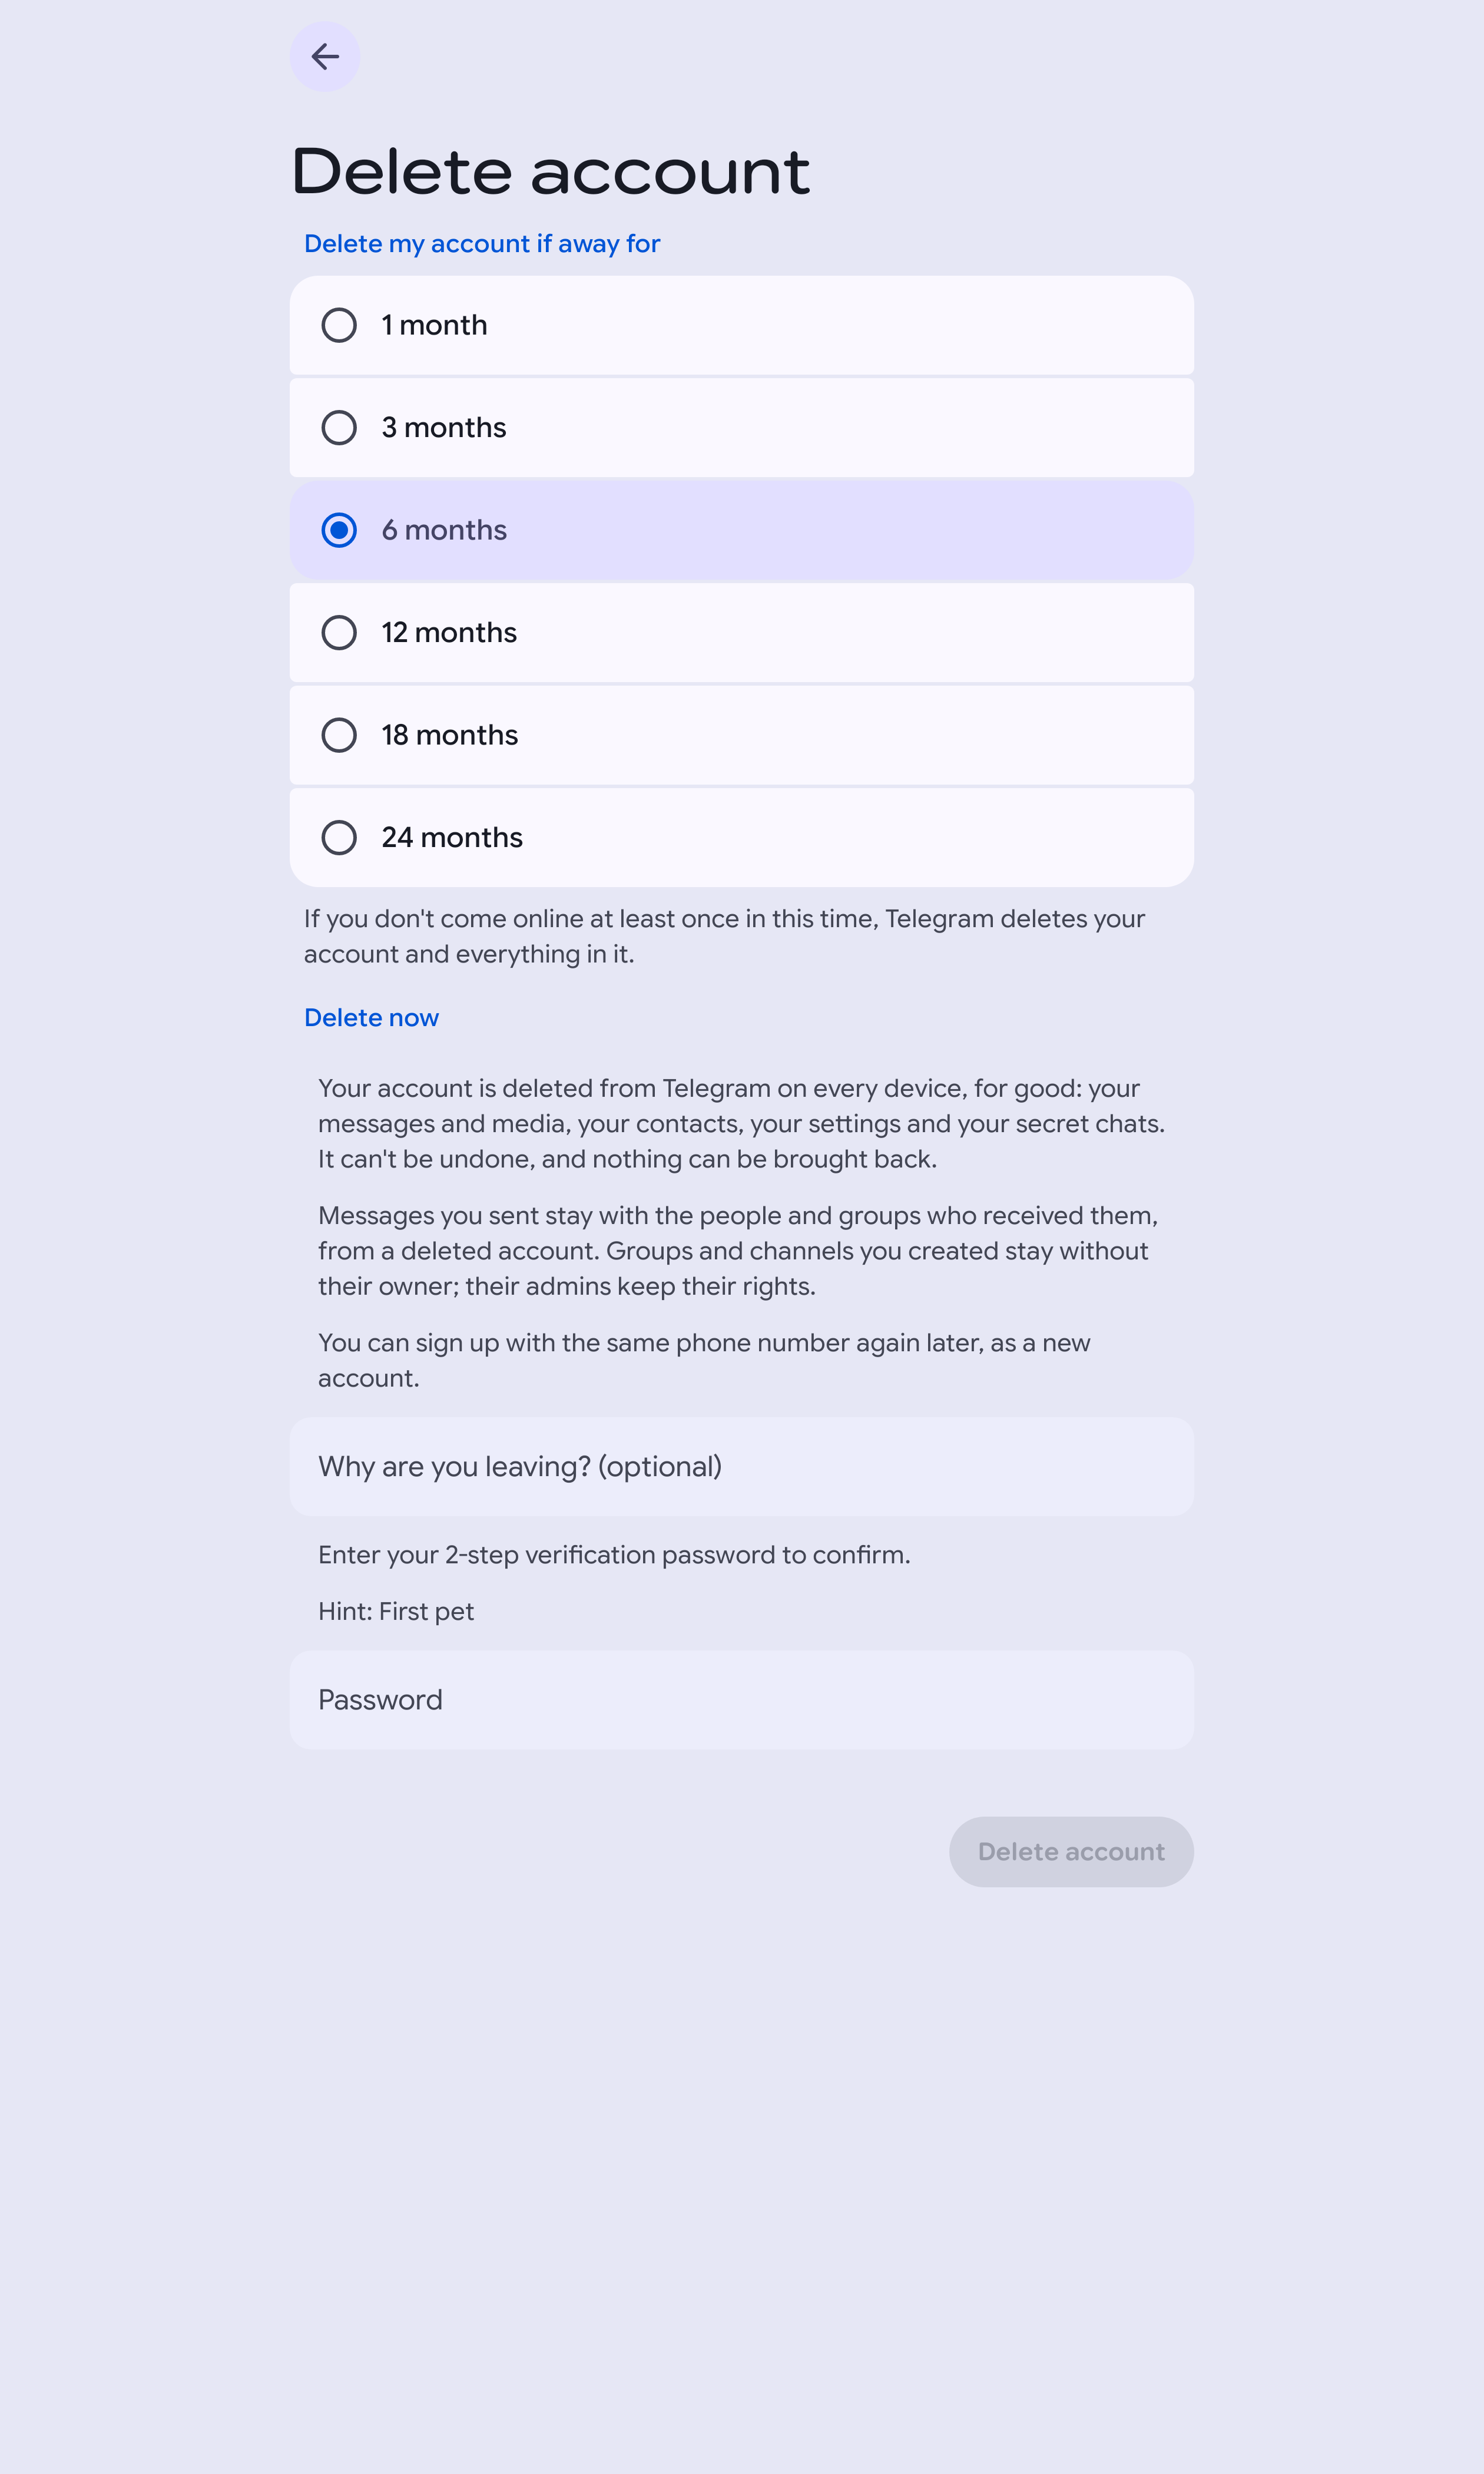 Delete account
Delete my account if away for
1 month
3 months
6 months
12 months
18 months
24 months
If you don't come online at least once in this time, Telegram deletes your
account and everything in it.
Delete now
Your account is deleted from Telegram on every device, for good: your
messages and media, your contacts, your settings and your secret chats.
It can't be undone, and nothing can be brought back.
Messages you sent stay with the people and groups who received them,
from a deleted account. Groups and channels you created stay without
their owner; their admins keep their rights.
You can sign up with the same phone number again later, as a new
account.
Why are you leaving? (optional)
Enter your 2-step verification password to confirm.
Hint: First pet
Password
Delete account